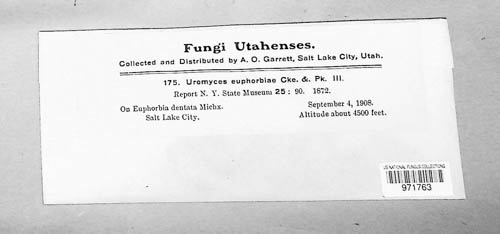 Fungi Utahenses.
Collected and Distributed by A. O. Garrett, Salt Lake City, Utah.
175. Uromyces euphorbiae Cke. &. Pk. III.
Report N. Y. State Museum 25 : 90. 1872.
On Euphorbia dentata Michx.
September 4, 1908.
Salt Lake City.
Altitude about 4500 feet.
US NATIONAL FUNGUS COLLECTIONS
971763